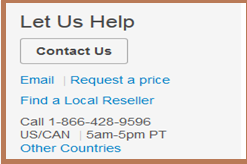 Let Us Help
Contact Us
Email | Request a price
Find a Local Reseller
Call 1-866-428-9596
US/CAN | 5am-5pm PT
Other Countries